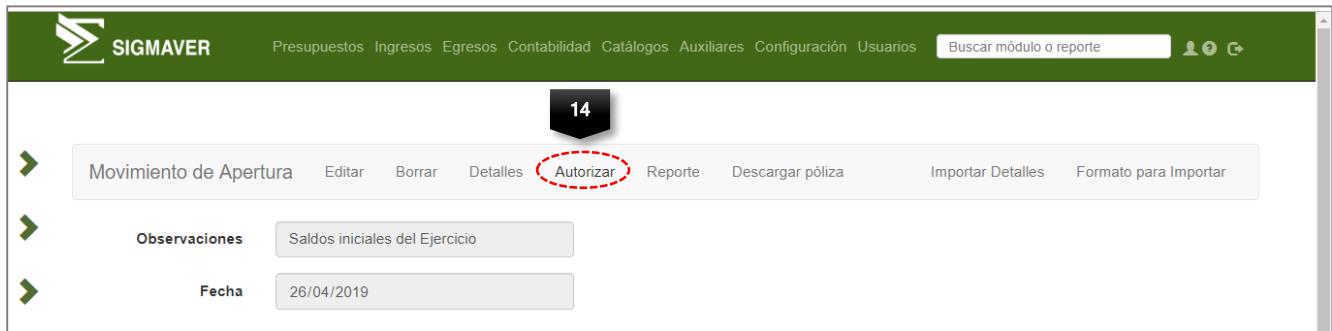 SIGMAVER Presupuestos Ingresos Egresos Contabilidad Catálogos Auxiliares Configuración Usuarios Buscar módulo o reporte
14
Movimiento de Apertura Editar Borrar Detalles Autorizar Reporte Descargar póliza Importar Detalles Formato para Importar
Observaciones Saldos iniciales del Ejercicio
Fecha 26/04/2019